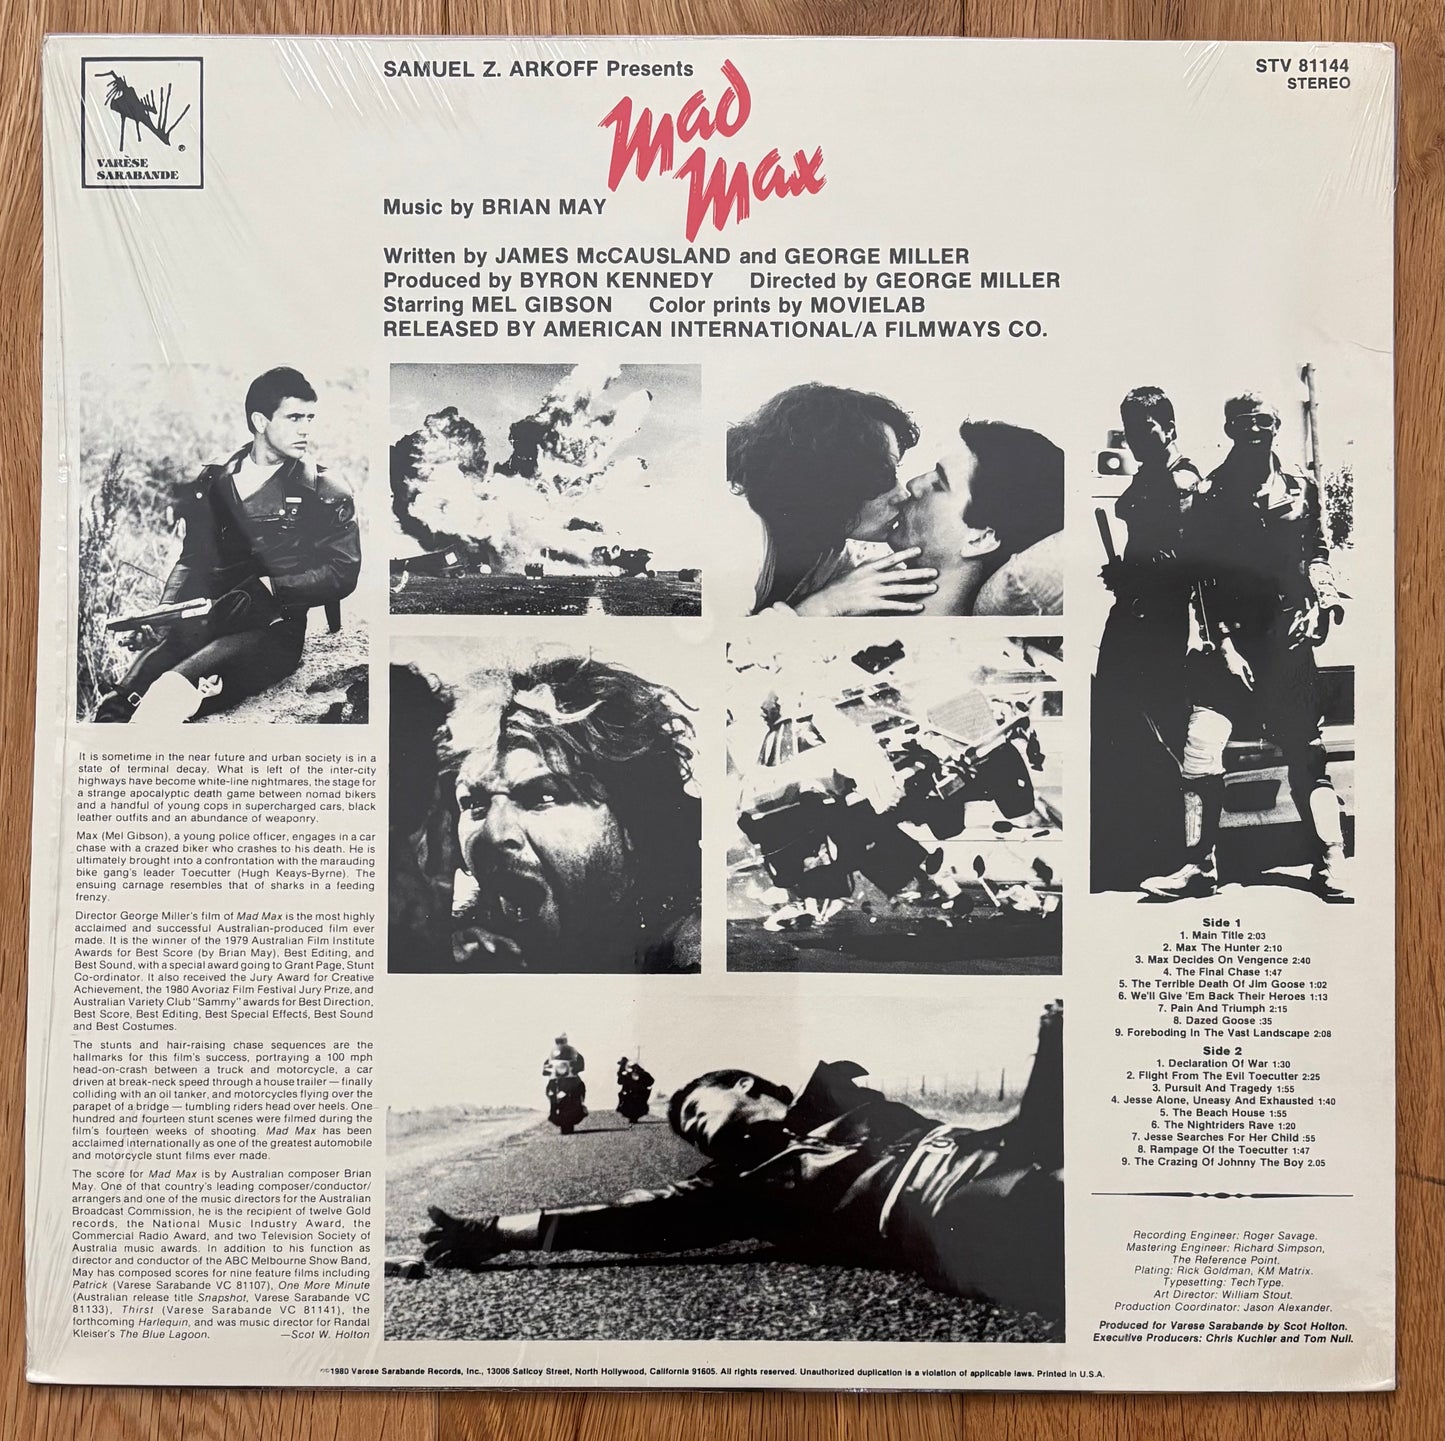 VARÈSE
SARABANDE
®
SAMUEL Z. ARKOFF Presents
Mad
Max
STV 81144
STEREO
Music by BRIAN MAY
Written by JAMES McCAUSLAND and GEORGE MILLER
Produced by BYRON KENNEDY Directed by GEORGE MILLER
Starring MEL GIBSON Color prints by MOVIELAB
RELEASED BY AMERICAN INTERNATIONAL/A FILMWAYS CO.
It is sometime in the near future and urban society is in a
state of terminal decay. What is left of the inter-city
highways have become white-line nightmares, the stage for
a strange apocalyptic death game between nomad bikers
and a handful of young cops in supercharged cars, black
leather outfits and an abundance of weaponry.
Max (Mel Gibson), a young police officer, engages in a car
chase with a crazed biker who crashes to his death. He is
ultimately brought into a confrontation with the marauding
bike gang's leader Toecutter (Hugh Keays-Byrne). The
ensuing carnage resembles that of sharks in a feeding
frenzy.
Director George Miller's film of Mad Max is the most highly
acclaimed and successful Australian-produced film ever
made. It is the winner of the 1979 Australian Film Institute
Awards for Best Score (by Brian May), Best Editing, and
Best Sound, with a special award going to Grant Page, Stunt
Co-ordinator. It also received the Jury Award for Creative
Achievement, the 1980 Avoriaz Film Festival Jury Prize, and
Australian Variety Club "Sammy" awards for Best Direction,
Best Score, Best Editing, Best Special Effects, Best Sound
and Best Costumes.
The stunts and hair-raising chase sequences are the
hallmarks for this film's success, portraying a 100 mph
head-on-crash between a truck and motorcycle, a car
driven at break-neck speed through a house trailer — finally
colliding with an oil tanker, and motorcycles flying over the
parapet of a bridge — tumbling riders head over heels. One
hundred and fourteen stunt scenes were filmed during the
film's fourteen weeks of shooting. Mad Max has been
acclaimed internationally as one of the greatest automobile
and motorcycle stunt films ever made.
The score for Mad Max is by Australian composer Brian
May. One of that country's leading composer/conductor/
arrangers and one of the music directors for the Australian
Broadcast Commission, he is the recipient of twelve Gold
records, the National Music Industry Award, the
Commercial Radio Award, and two Television Society of
Australia music awards. In addition to his function as
director and conductor of the ABC Melbourne Show Band,
May has composed scores for nine feature films including
Patrick (Varese Sarabande VC 81107), One More Minute
(Australian release title Snapshot, Varese Sarabande VC
81133), Thirst (Varese Sarabande VC 81141), the
forthcoming Harlequin, and was music director for Randal
Kleiser's The Blue Lagoon. —Scot W. Holton
Side 1
1. Main Title 2:03
2. Max The Hunter 2:10
3. Max Decides On Vengence 2:40
4. The Final Chase 1:47
5. The Terrible Death Of Jim Goose 1:02
6. We'll Give 'Em Back Their Heroes 1:13
7. Pain And Triumph 2:15
8. Dazed Goose :35
9. Foreboding In The Vast Landscape 2:08
Side 2
1. Declaration Of War 1:30
2. Flight From The Evil Toecutter 2:25
3. Pursuit And Tragedy 1:55
4. Jesse Alone, Uneasy And Exhausted 1:40
5. The Beach House 1:55
6. The Nightriders Rave 1:20
7. Jesse Searches For Her Child :55
8. Rampage Of the Toecutter 1:47
9. The Crazing Of Johnny The Boy 2.05
Recording Engineer: Roger Savage.
Mastering Engineer: Richard Simpson,
The Reference Point.
Plating: Rick Goldman, KM Matrix.
Typesetting: TechType.
Art Director: William Stout.
Production Coordinator: Jason Alexander.
Produced for Varese Sarabande by Scot Holton.
Executive Producers: Chris Kuchler and Tom Null.
℗©1980 Varese Sarabande Records, Inc., 13006 Saticoy Street, North Hollywood, California 91605. All rights reserved. Unauthorized duplication is a violation of applicable laws. Printed in U.S.A.